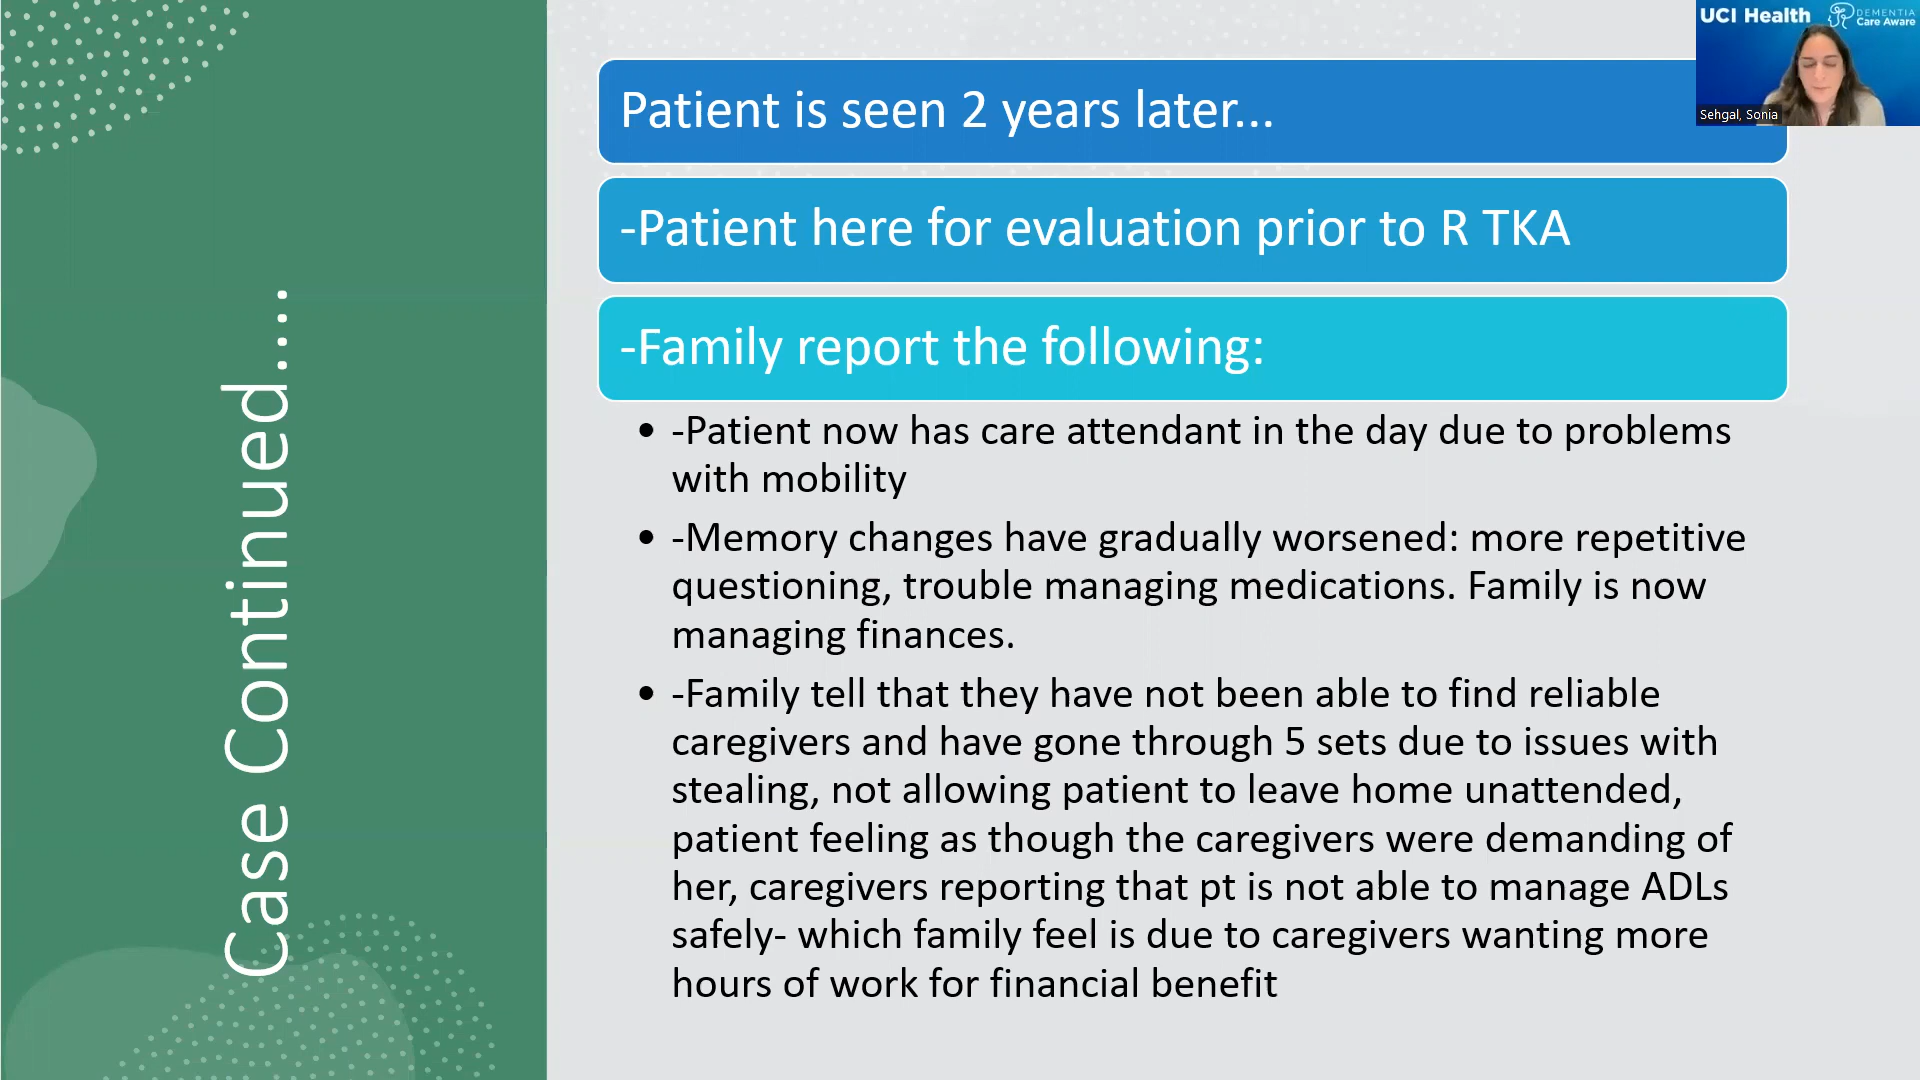 UCI Health
DEMENTIA
Care Aware
Sehgal, Sonia
Case Continued....
Patient is seen 2 years later...
-Patient here for evaluation prior to R TKA
-Family report the following:
• -Patient now has care attendant in the day due to problems
with mobility
• -Memory changes have gradually worsened: more repetitive
questioning, trouble managing medications. Family is now
managing finances.
• -Family tell that they have not been able to find reliable
caregivers and have gone through 5 sets due to issues with
stealing, not allowing patient to leave home unattended,
patient feeling as though the caregivers were demanding of
her, caregivers reporting that pt is not able to manage ADLs
safely- which family feel is due to caregivers wanting more
hours of work for financial benefit